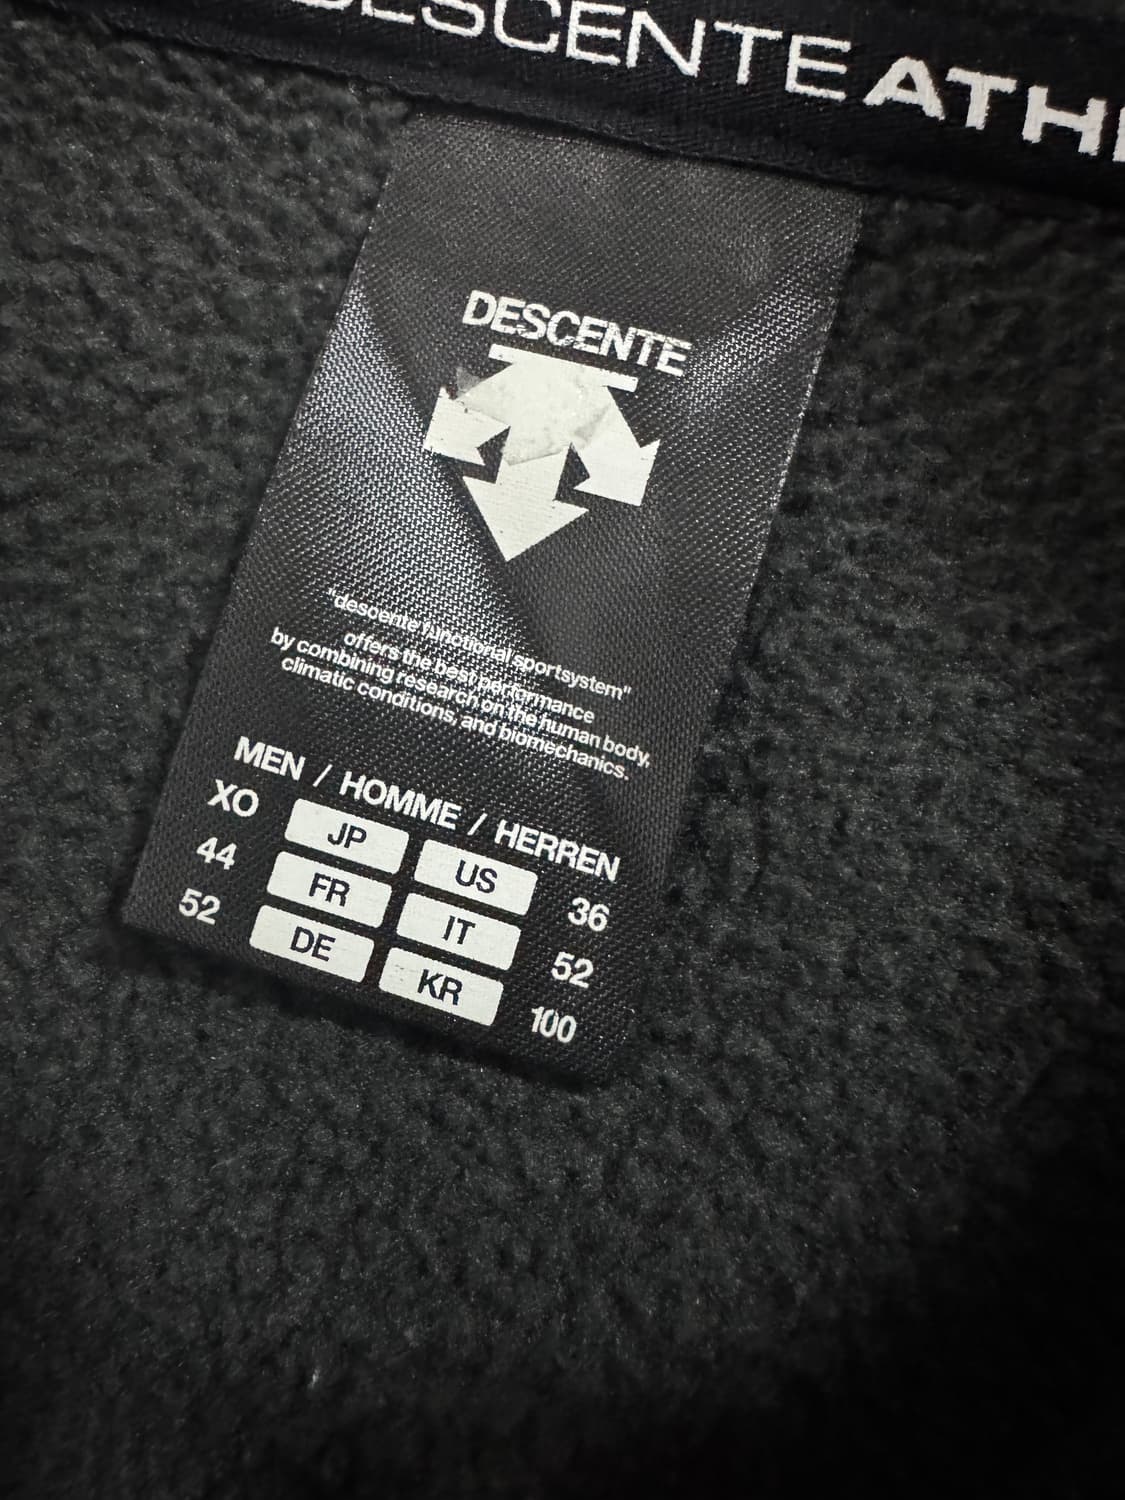 DESCENTE ATH
DESCENTE
"descente functional sportsystem"
offers the best performance
by combining research on the human body,
climatic conditions, and biomechanics.
MEN / HOMME / HERREN
XO JP US 36
44 FR IT 52
52 DE KR 100